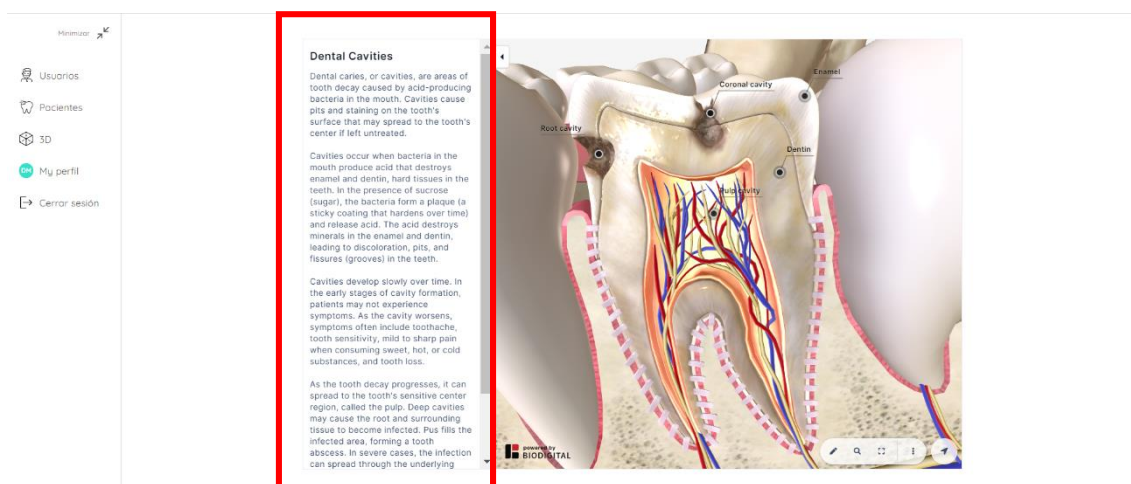 Minimizar
Usuarios
Pacientes
3D
DM My perfil
Cerrar sesión
Dental Cavities
Dental caries, or cavities, are areas of
tooth decay caused by acid-producing
bacteria in the mouth. Cavities cause
pits and staining on the tooth's
surface that may spread to the tooth's
center if left untreated.
Cavities occur when bacteria in the
mouth produce acid that destroys
enamel and dentin, hard tissues in the
teeth. In the presence of sucrose
(sugar), the bacteria form a plaque (a
sticky coating that hardens over time)
and release acid. The acid destroys
minerals in the enamel and dentin,
leading to discoloration, pits, and
fissures (grooves) in the teeth.
Cavities develop slowly over time. In
the early stages of cavity formation,
patients may not experience
symptoms. As the cavity worsens,
symptoms often include toothache,
tooth sensitivity, mild to sharp pain
when consuming sweet, hot, or cold
substances, and tooth loss.
As the tooth decay progresses, it can
spread to the tooth's sensitive center
region, called the pulp. Deep cavities
may cause the root and surrounding
tissue to become infected. Pus fills the
infected area, forming a tooth
abscess. In severe cases, the infection
can spread through the underlying
Enamel
Coronal cavity
Root cavity
Dentin
Pulp cavity
powered by
BIODIGITAL